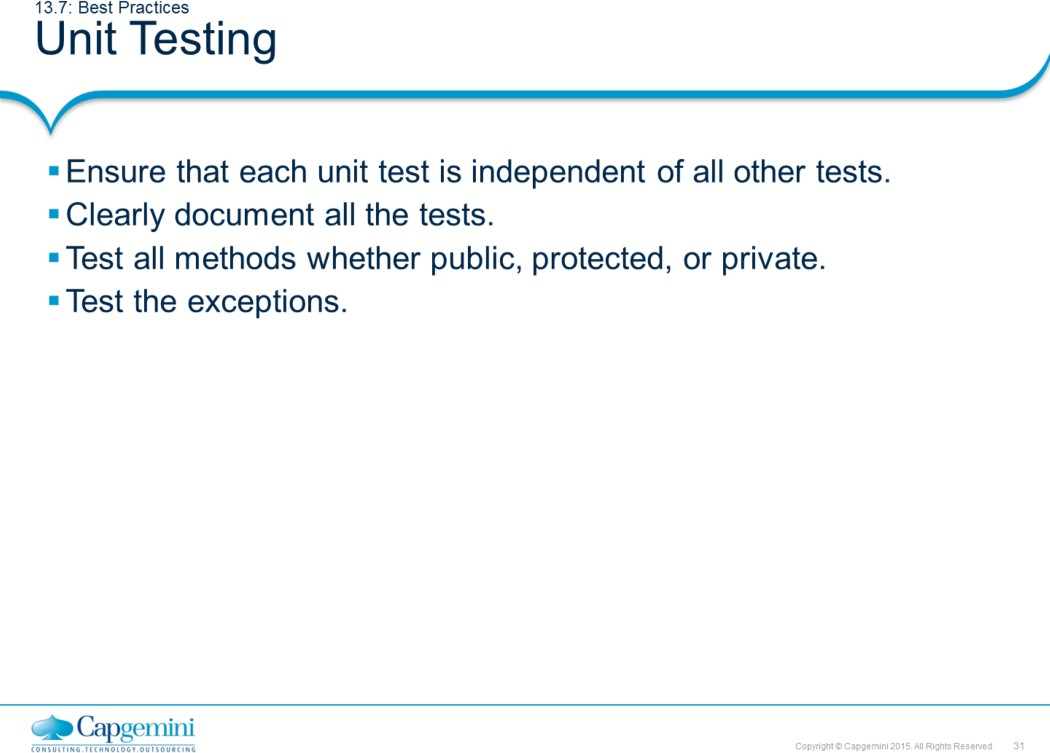 13.7: Best Practices
Unit Testing
Ensure that each unit test is independent of all other tests.
Clearly document all the tests.
Test all methods whether public, protected, or private.
Test the exceptions.
Capgemini
CONSULTING.TECHNOLOGY.OUTSOURCING
Copyright © Capgemini 2015. All Rights Reserved 31